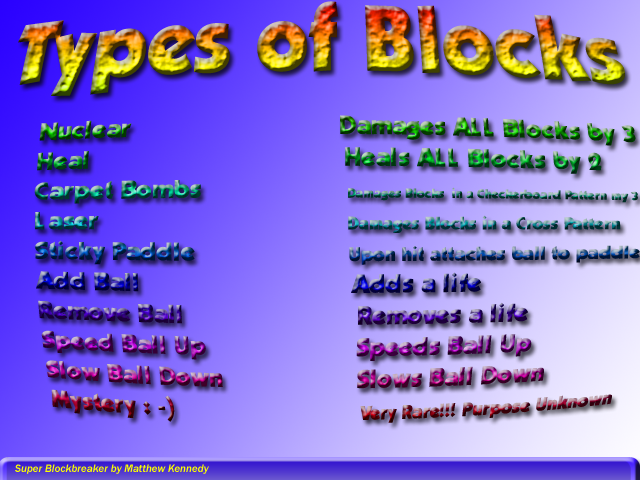 Types of Blocks
Nuclear Damages ALL Blocks by 3
Heal Heals ALL Blocks by 2
Carpet Bombs Damages Blocks in a Checkerboard Pattern my 3
Laser Damages Blocks in a Cross Pattern
Sticky Paddle Upon hit attaches ball to paddle
Add Ball Adds a life
Remove Ball Removes a life
Speed Ball Up Speeds Ball Up
Slow Ball Down Slows Ball Down
Mystery : -) Very Rare!!! Purpose Unknown
Super Blockbreaker by Matthew Kennedy